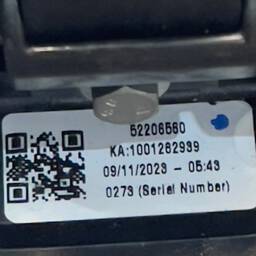 52206560
KA:1001282939
09/11/2023 - 05:43
0273 (Serial Number)